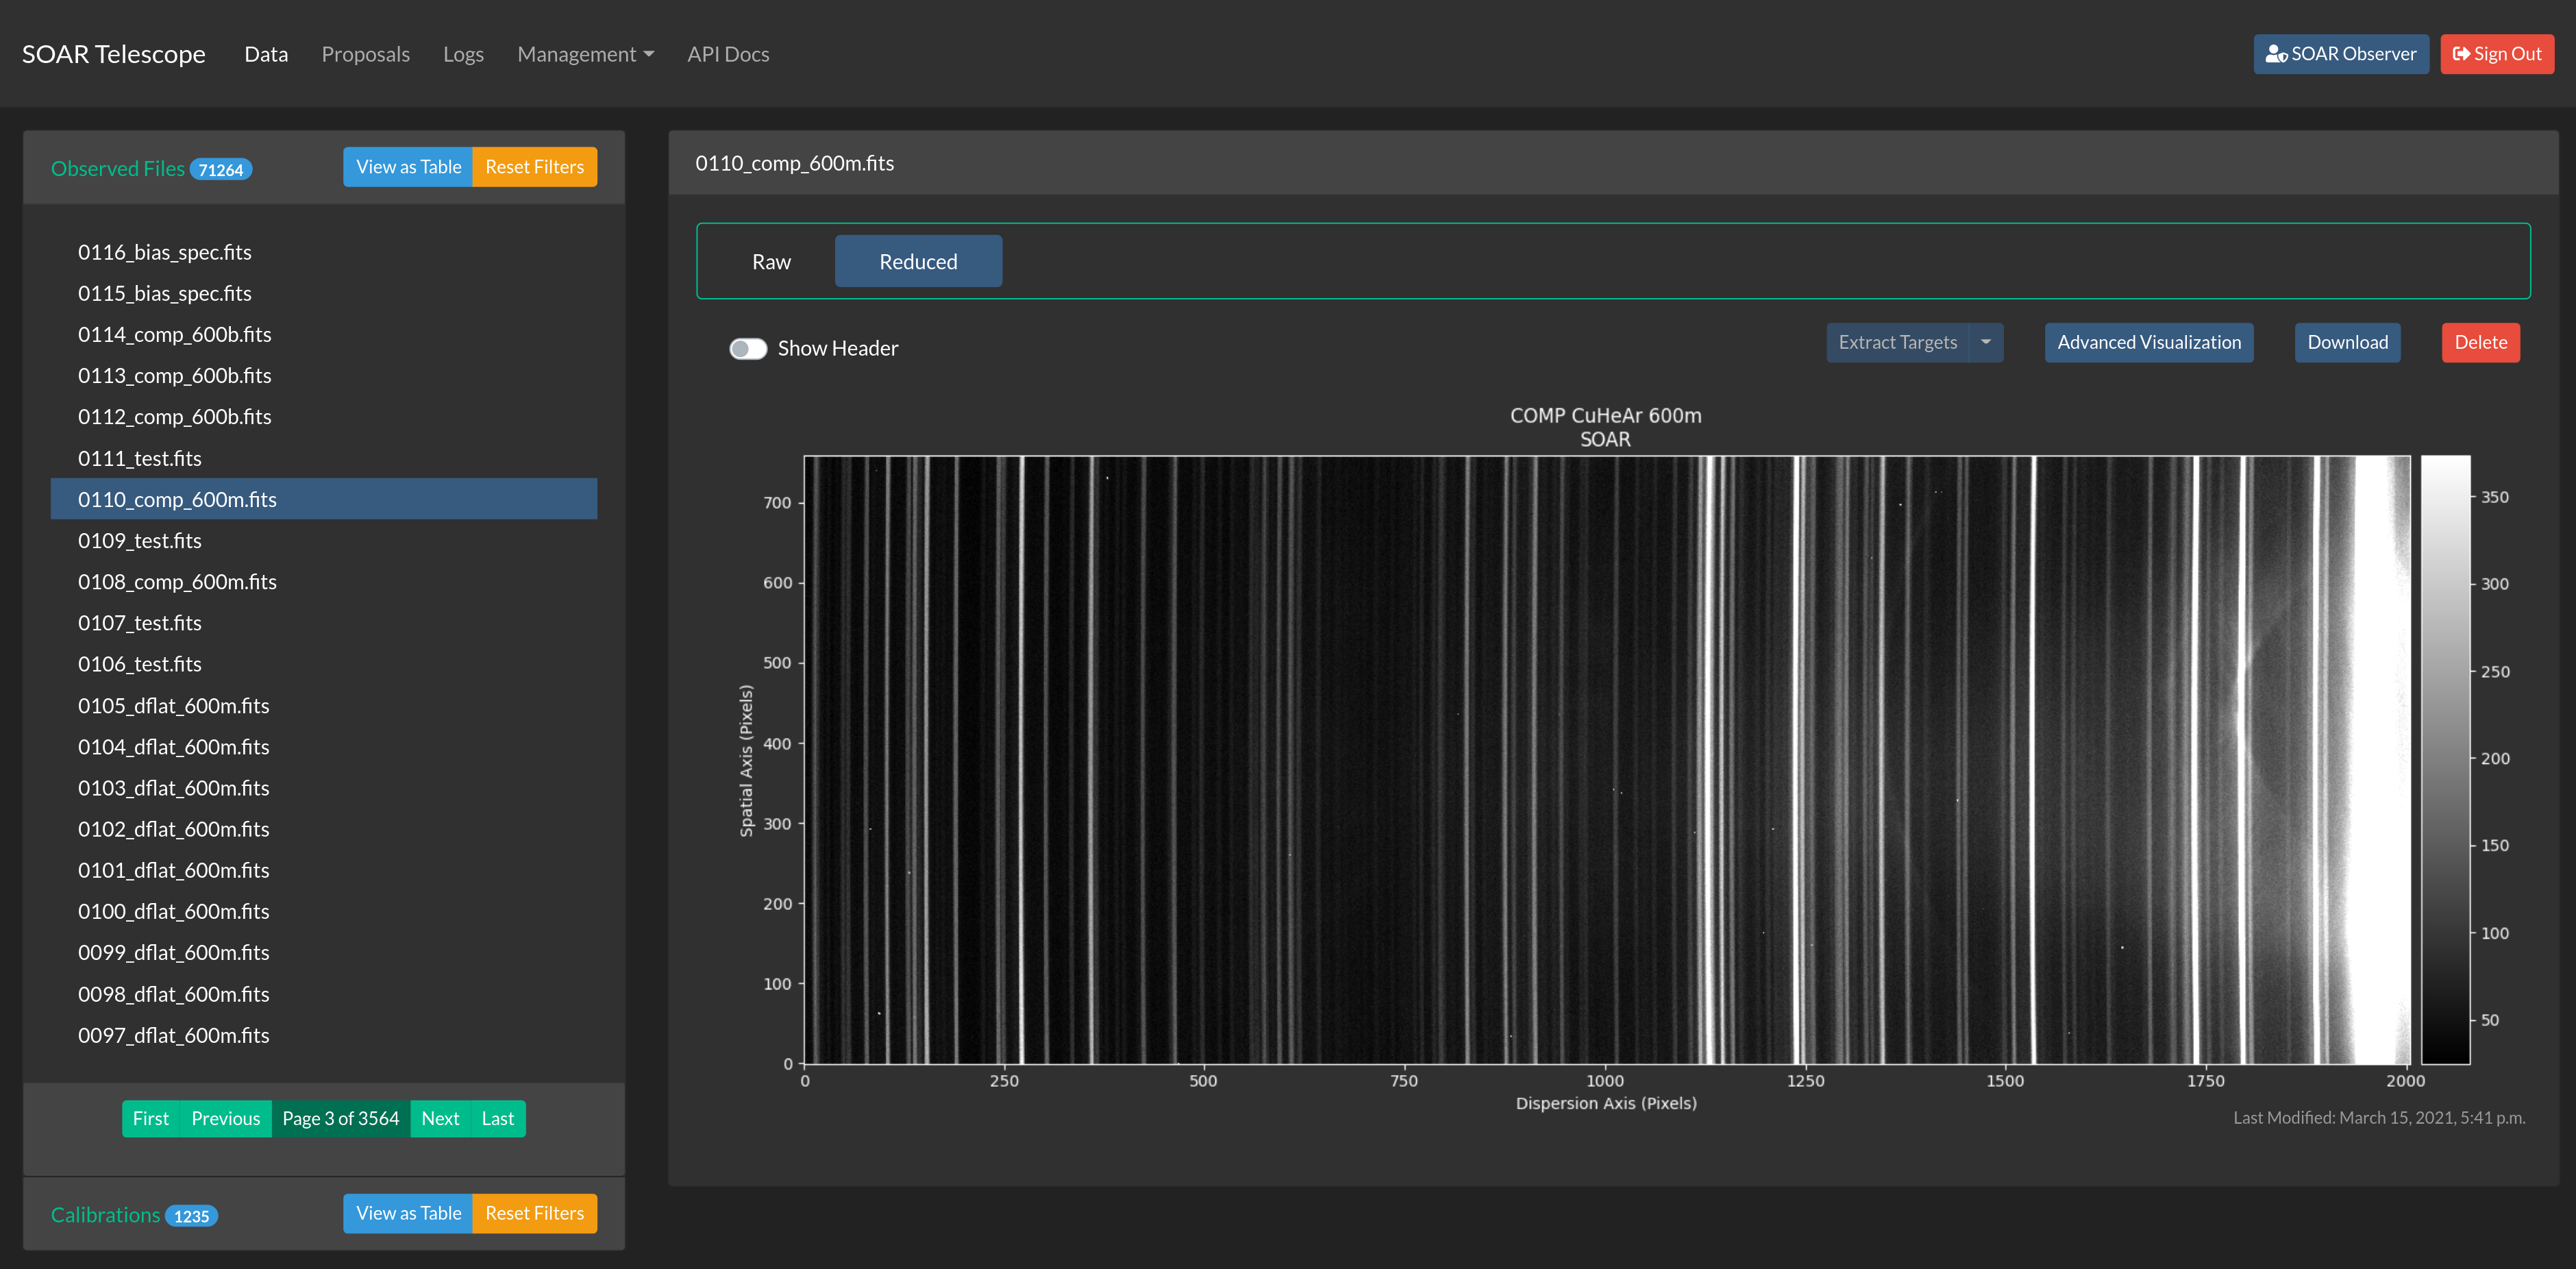 SOAR Telescope Data Proposals Logs Management API Docs SOAR Observer Sign Out
Observed Files 71264 View as Table Reset Filters
0116_bias_spec.fits
0115_bias_spec.fits
0114_comp_600b.fits
0113_comp_600b.fits
0112_comp_600b.fits
0111_test.fits
0110_comp_600m.fits
0109_test.fits
0108_comp_600m.fits
0107_test.fits
0106_test.fits
0105_dflat_600m.fits
0104_dflat_600m.fits
0103_dflat_600m.fits
0102_dflat_600m.fits
0101_dflat_600m.fits
0100_dflat_600m.fits
0099_dflat_600m.fits
0098_dflat_600m.fits
0097_dflat_600m.fits
First Previous Page 3 of 3564 Next Last
Calibrations 1235 View as Table Reset Filters
0110_comp_600m.fits
Raw Reduced
Show Header Extract Targets Advanced Visualization Download Delete
COMP CuHeAr 600m
SOAR
700
600
500
400
300
200
100
0
Spatial Axis (Pixels)
0 250 500 750 1000 1250 1500 1750 2000
Dispersion Axis (Pixels)
350
300
250
200
150
100
50
Last Modified: March 15, 2021, 5:41 p.m.